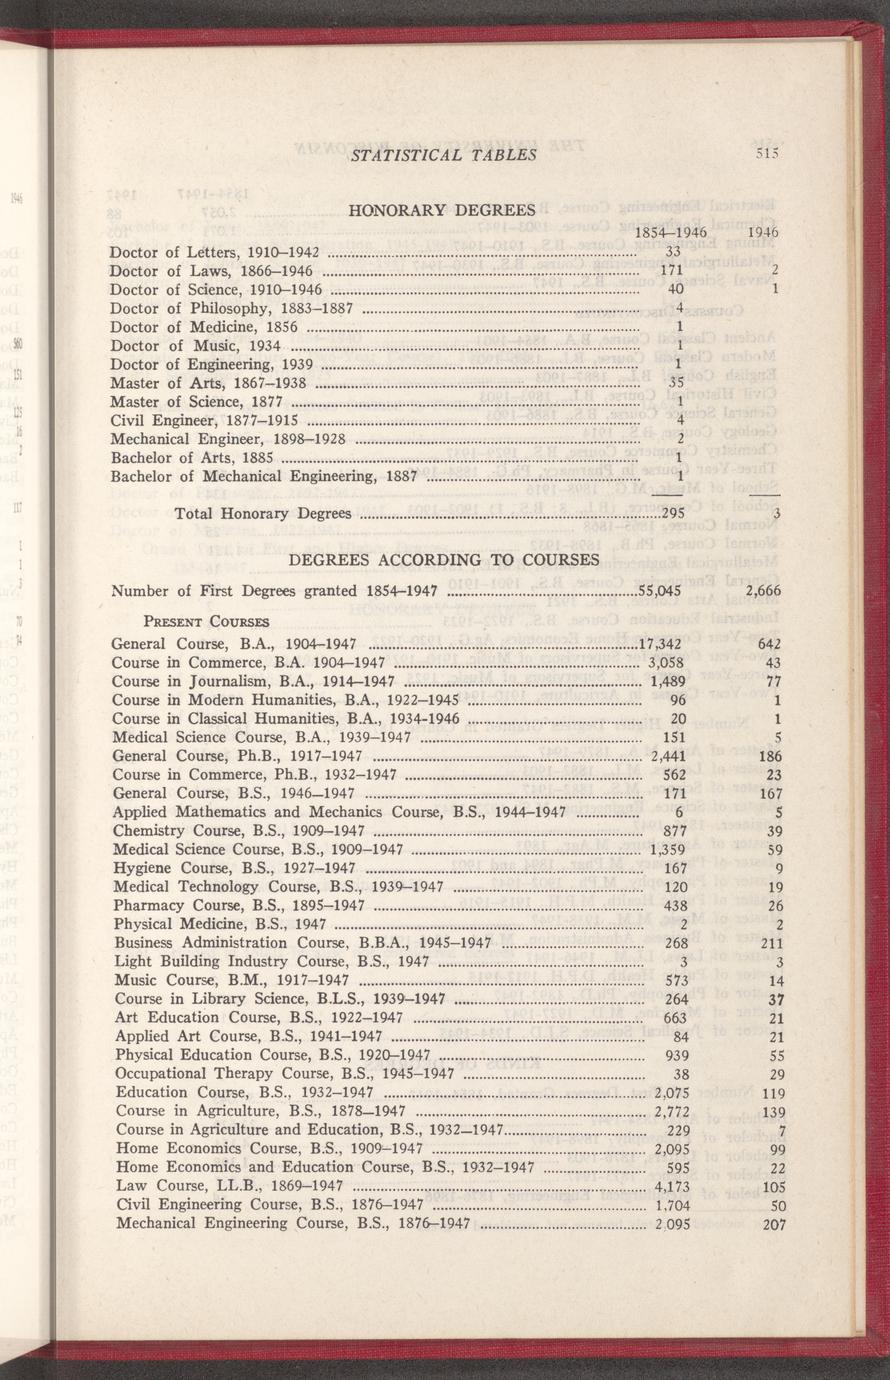 STATISTICAL TABLES 515
HONORARY DEGREES
1854–1946 1946
Doctor of Letters, 1910–1942 33
Doctor of Laws, 1866–1946 171 2
Doctor of Science, 1910–1946 40 1
Doctor of Philosophy, 1883–1887 4
Doctor of Medicine, 1856 1
Doctor of Music, 1934 1
Doctor of Engineering, 1939 1
Master of Arts, 1867–1938 35
Master of Science, 1877 1
Civil Engineer, 1877–1915 4
Mechanical Engineer, 1898–1928 2
Bachelor of Arts, 1885 1
Bachelor of Mechanical Engineering, 1887 1
Total Honorary Degrees 295 3
DEGREES ACCORDING TO COURSES
Number of First Degrees granted 1854–1947 55,045 2,666
PRESENT COURSES
General Course, B.A., 1904–1947 17,342 642
Course in Commerce, B.A. 1904–1947 3,058 43
Course in Journalism, B.A., 1914–1947 1,489 77
Course in Modern Humanities, B.A., 1922–1945 96 1
Course in Classical Humanities, B.A., 1934-1946 20 1
Medical Science Course, B.A., 1939–1947 151 5
General Course, Ph.B., 1917–1947 2,441 186
Course in Commerce, Ph.B., 1932–1947 562 23
General Course, B.S., 1946–1947 171 167
Applied Mathematics and Mechanics Course, B.S., 1944–1947 6 5
Chemistry Course, B.S., 1909–1947 877 39
Medical Science Course, B.S., 1909–1947 1,359 59
Hygiene Course, B.S., 1927–1947 167 9
Medical Technology Course, B.S., 1939–1947 120 19
Pharmacy Course, B.S., 1895–1947 438 26
Physical Medicine, B.S., 1947 2 2
Business Administration Course, B.B.A., 1945–1947 268 211
Light Building Industry Course, B.S., 1947 3 3
Music Course, B.M., 1917–1947 573 14
Course in Library Science, B.L.S., 1939–1947 264 37
Art Education Course, B.S., 1922–1947 663 21
Applied Art Course, B.S., 1941–1947 84 21
Physical Education Course, B.S., 1920–1947 939 55
Occupational Therapy Course, B.S., 1945–1947 38 29
Education Course, B.S., 1932–1947 2,075 119
Course in Agriculture, B.S., 1878–1947 2,772 139
Course in Agriculture and Education, B.S., 1932–1947 229 7
Home Economics Course, B.S., 1909–1947 2,095 99
Home Economics and Education Course, B.S., 1932–1947 595 22
Law Course, LL.B., 1869–1947 4,173 105
Civil Engineering Course, B.S., 1876–1947 1,704 50
Mechanical Engineering Course, B.S., 1876–1947 2,095 207